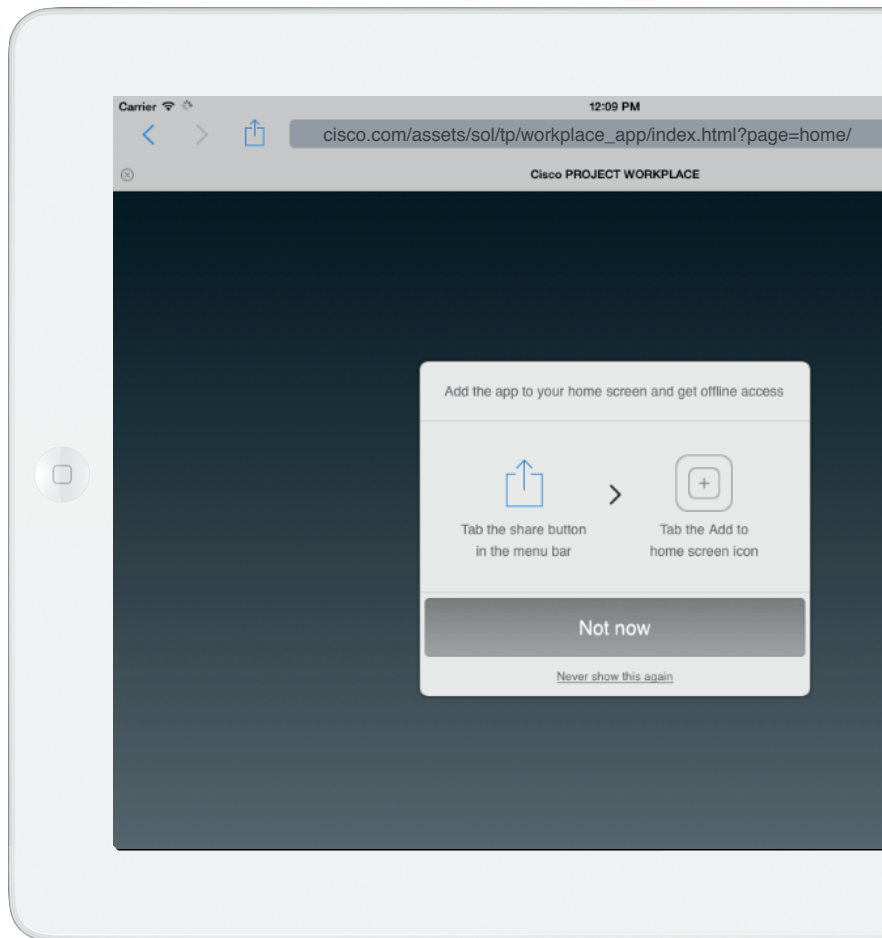 Carrier
12:09 PM
cisco.com/assets/sol/tp/workplace_app/index.html?page=home/
Cisco PROJECT WORKPLACE
Add the app to your home screen and get offline access
Tab the share button
in the menu bar
Tab the Add to
home screen icon
Not now
Never show this again